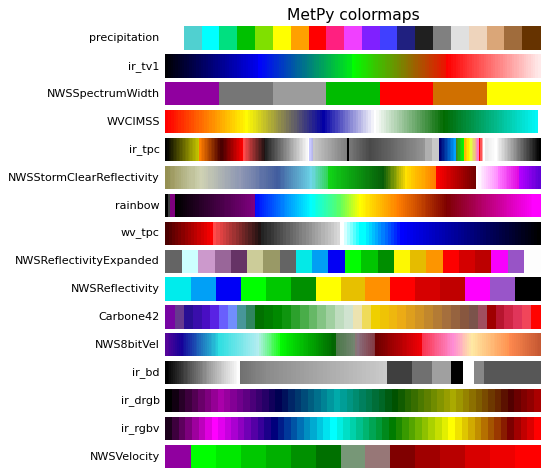 MetPy colormaps
precipitation
ir_tv1
NWSSpectrumWidth
WVCIMSS
ir_tpc
NWSStormClearReflectivity
rainbow
wv_tpc
NWSReflectivityExpanded
NWSReflectivity
Carbone42
NWS8bitVel
ir_bd
ir_drgb
ir_rgbv
NWSVelocity